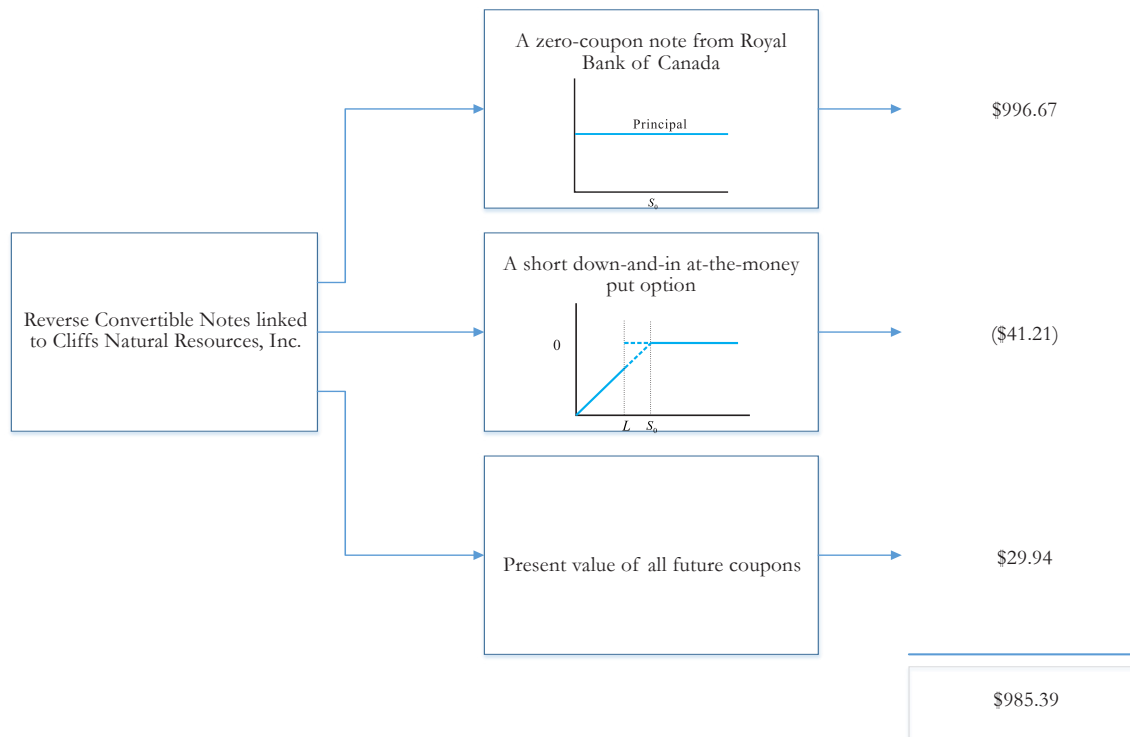 A zero-coupon note from Royal
Bank of Canada
Principal
S₀
$996.67
Reverse Convertible Notes linked
to Cliffs Natural Resources, Inc.
A short down-and-in at-the-money
put option
0
L S₀
($41.21)
Present value of all future coupons
$29.94
$985.39